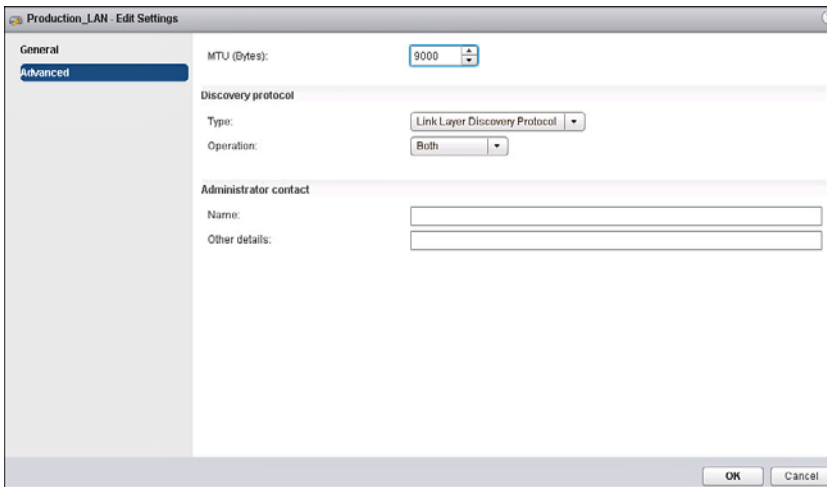 Production_LAN - Edit Settings
General
Advanced
MTU (Bytes): 9000
Discovery protocol
Type: Link Layer Discovery Protocol
Operation: Both
Administrator contact
Name:
Other details:
OK Cancel